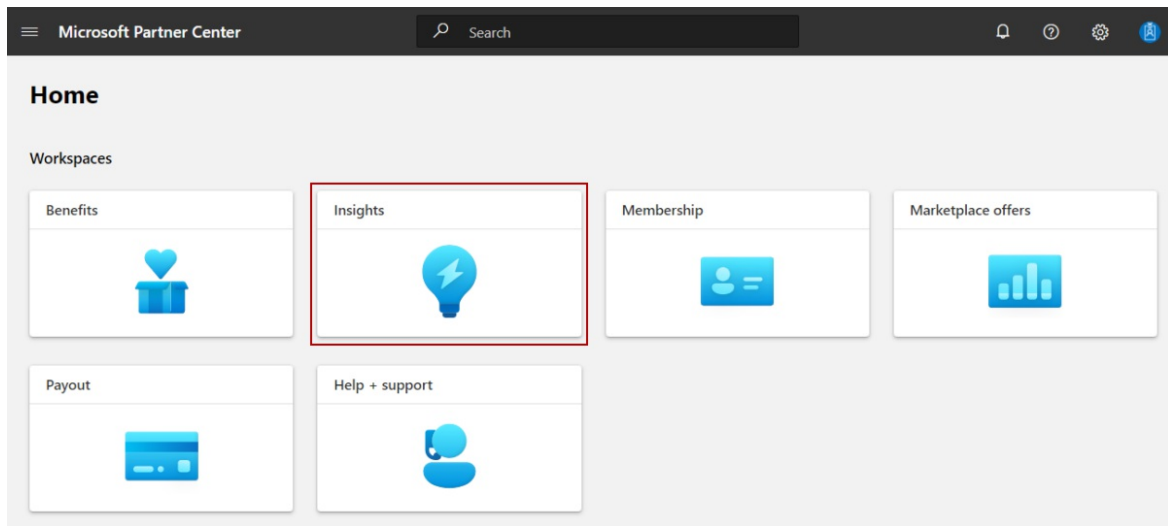 Microsoft Partner Center
Search
Home
Workspaces
Benefits
Insights
Membership
Marketplace offers
Payout
Help + support